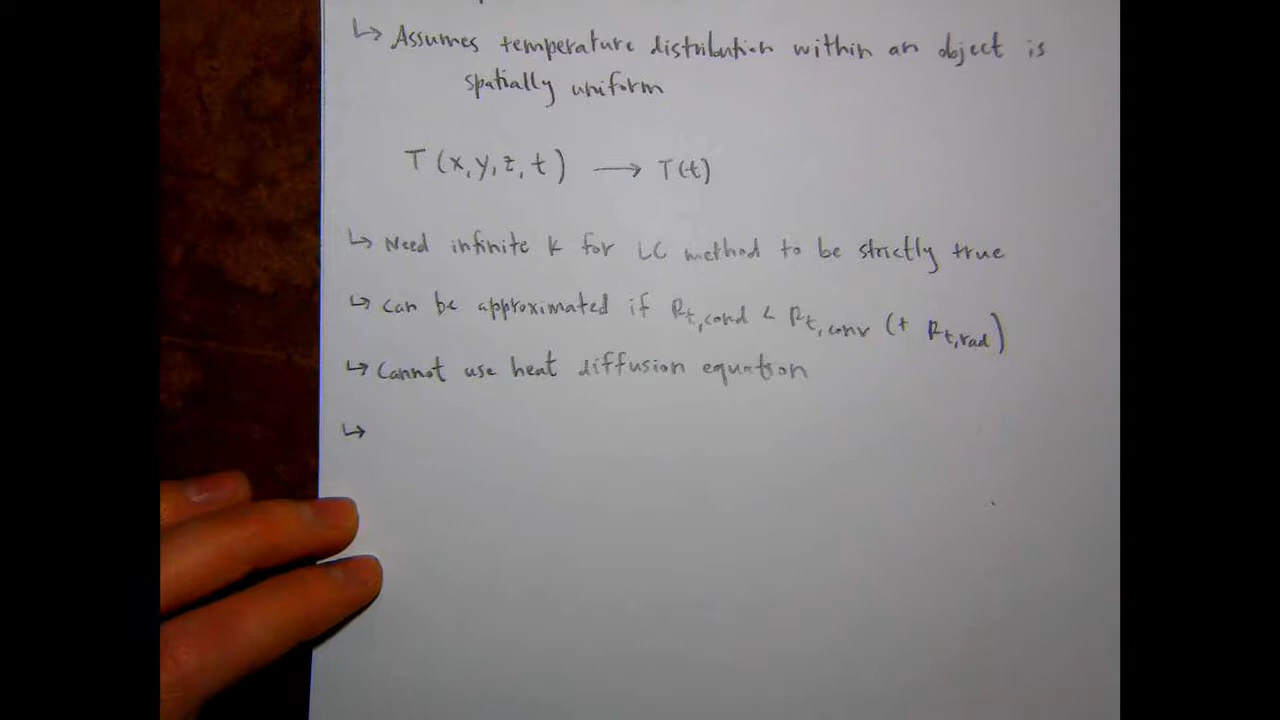 ↳ Assumes temperature distribution within an object is
spatially uniform
T(x,y,z,t) → T(t)
↳ Need infinite k for LC method to be strictly true
↳ can be approximated if Rt,cond < Rt,conv (+ Rt,rad)
↳ Cannot use heat diffusion equation
↳